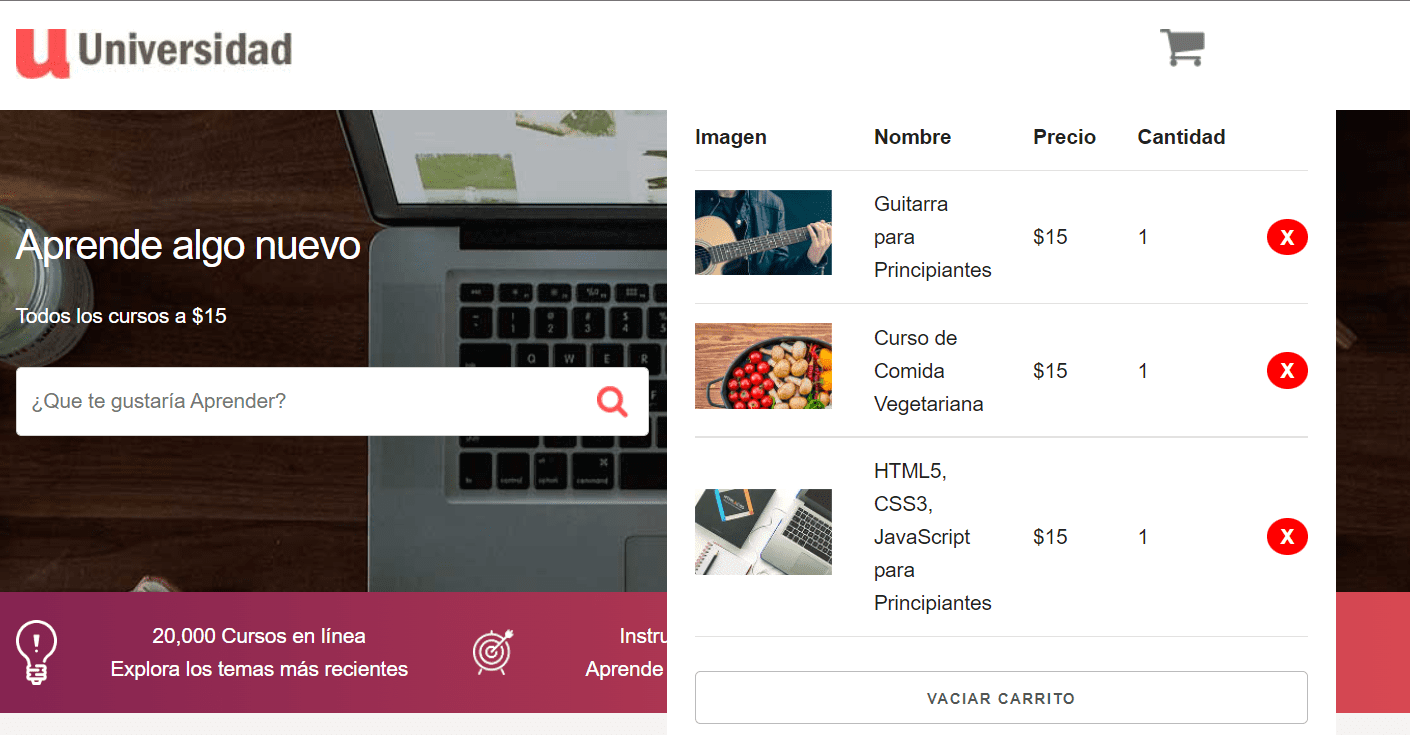 u Universidad
Imagen Nombre Precio Cantidad
Guitarra
para
Principiantes
$15 1 X
Curso de
Comida
Vegetariana
$15 1 X
HTML5,
CSS3,
JavaScript
para
Principiantes
$15 1 X
VACIAR CARRITO
Aprende algo nuevo
Todos los cursos a $15
¿Que te gustaría Aprender?
20,000 Cursos en línea
Explora los temas más recientes
Instru
Aprende